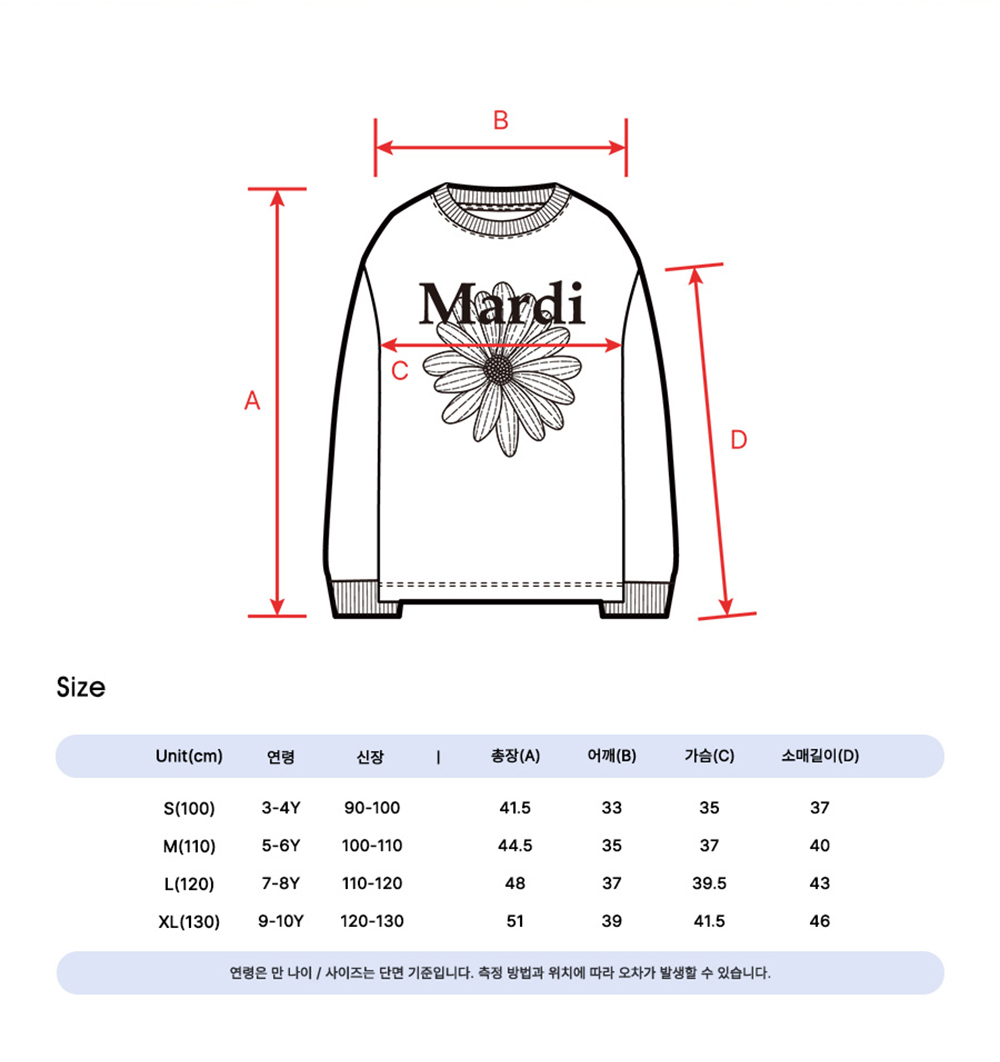 B
Mardi
C
A
D
Size
Unit(cm) 연령 신장 | 총장(A) 어깨(B) 가슴(C) 소매길이(D)
S(100) 3-4Y 90-100 41.5 33 35 37
M(110) 5-6Y 100-110 44.5 35 37 40
L(120) 7-8Y 110-120 48 37 39.5 43
XL(130) 9-10Y 120-130 51 39 41.5 46
연령은 만 나이 / 사이즈는 단면 기준입니다. 측정 방법과 위치에 따라 오차가 발생할 수 있습니다.